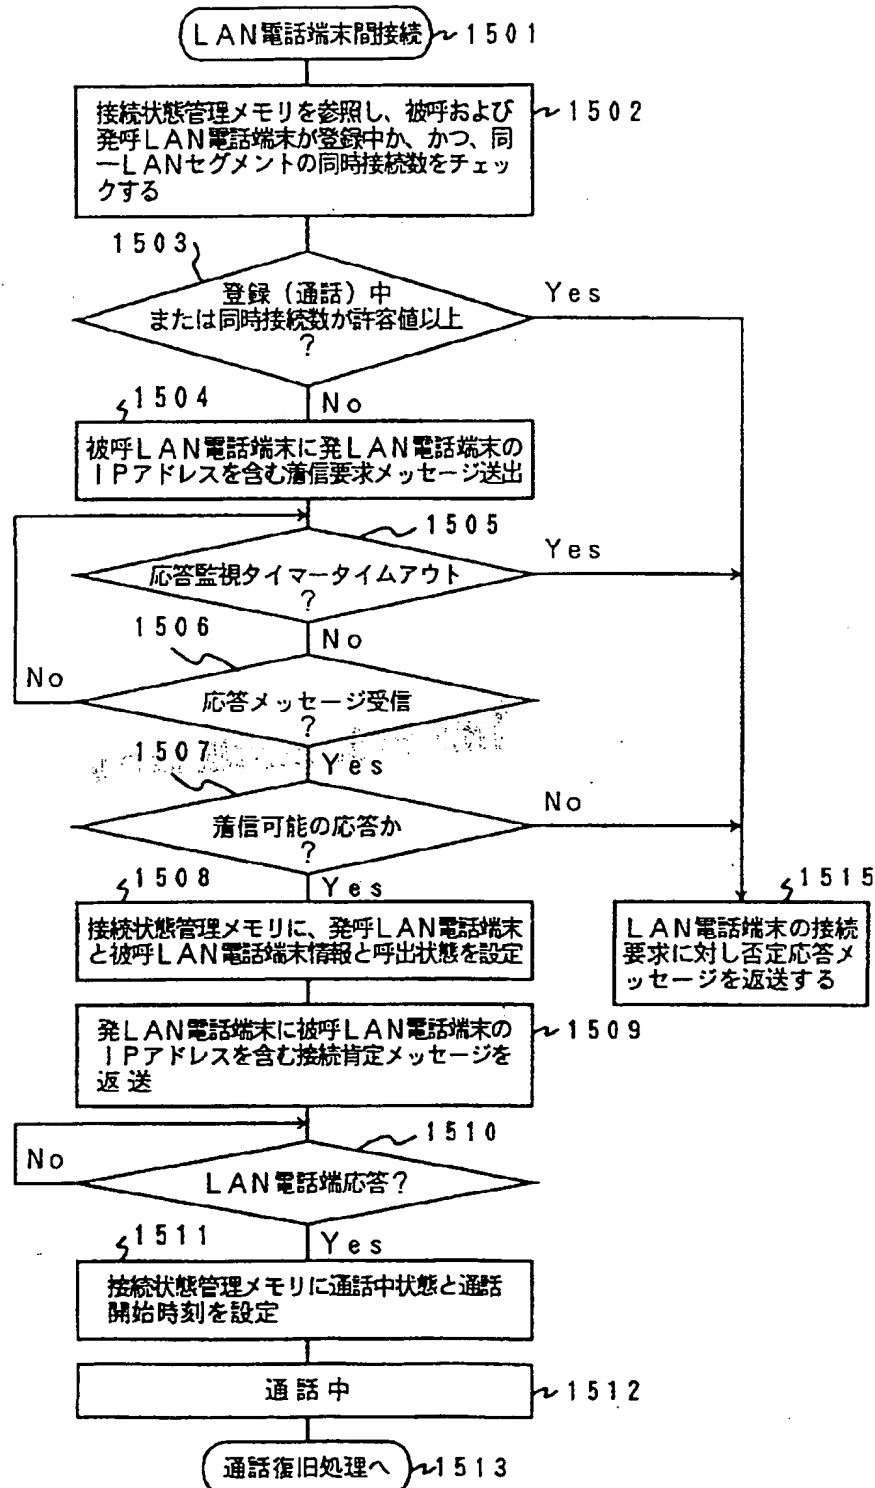 LAN電話端末間接続
1501
接続状態管理メモリを参照し、被呼および
発呼LAN電話端末が登録中か、かつ、同
一LANセグメントの同時接続数をチェッ
クする
1502
1503
登録（通話）中
または同時接続数が許容値以上
?
Yes
No
1504
被呼LAN電話端末に発LAN電話端末の
IPアドレスを含む着信要求メッセージ送出
1505
応答監視タイマータイムアウト
?
Yes
No
1506
応答メッセージ受信
?
No
Yes
1507
着信可能の応答か
?
No
Yes
1508
接続状態管理メモリに、発呼LAN電話端末
と被呼LAN電話端末情報と呼出状態を設定
1515
LAN電話端末の接続
要求に対し否定応答メ
ッセージを返送する
発LAN電話端末に被呼LAN電話端末の
IPアドレスを含む接続肯定メッセージを
返送
1509
1510
LAN電話端応答?
No
Yes
1511
接続状態管理メモリに通話中状態と通話
開始時刻を設定
通話中
1512
通話復旧処理へ
1513